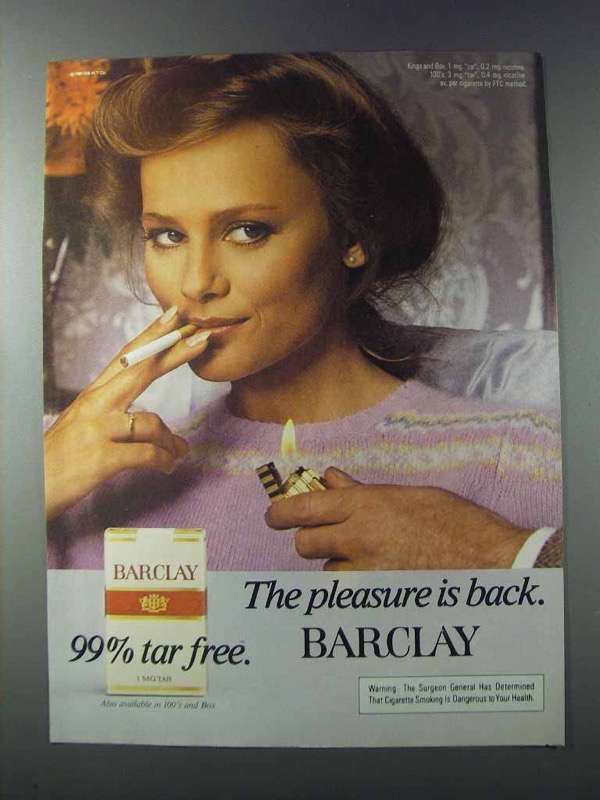 Kings and Box, 1 mg. "tar", 0.2 mg. nicotine;
100's, 3 mg. "tar", 0.4 mg. nicotine
av. per cigarette by FTC method.
BARCLAY
1 MG TAR
The pleasure is back.
BARCLAY
99% tar free.
Also available in 100's and Box
Warning: The Surgeon General Has Determined
That Cigarette Smoking Is Dangerous to Your Health.